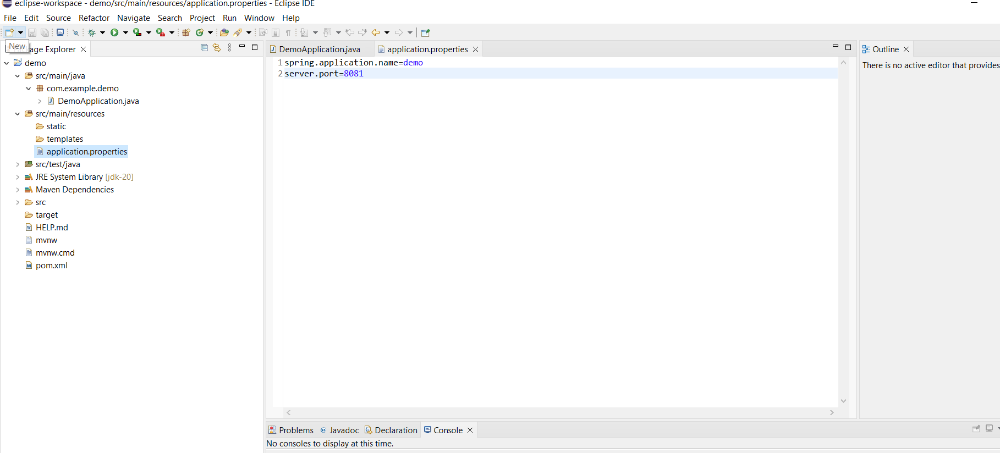 eclipse-workspace - demo/src/main/resources/application.properties - Eclipse IDE
File Edit Source Refactor Navigate Search Project Run Window Help
New
Explorer
demo
src/main/java
com.example.demo
DemoApplication.java
src/main/resources
static
templates
application.properties
src/test/java
JRE System Library [jdk-20]
Maven Dependencies
src
target
HELP.md
mvnw
mvnw.cmd
pom.xml
DemoApplication.java application.properties
1 spring.application.name=demo
2 server.port=8081
Outline
There is no active editor that provides
Problems Javadoc Declaration Console
No consoles to display at this time.